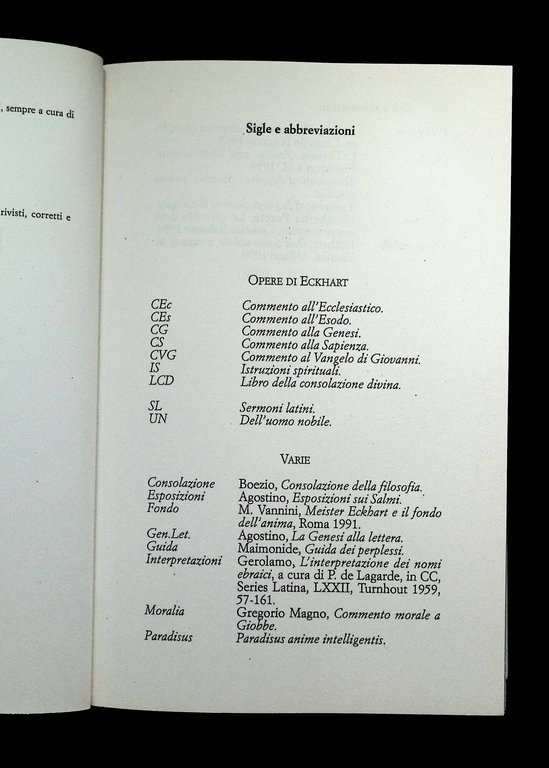 , sempre a cura di
rivisti, corretti e
Sigle e abbreviazioni
OPERE DI ECKHART
CEc Commento all'Ecclesiastico.
CEs Commento all'Esodo.
CG Commento alla Genesi.
CS Commento alla Sapienza.
CVG Commento al Vangelo di Giovanni.
IS Istruzioni spirituali.
LCD Libro della consolazione divina.
SL Sermoni latini.
UN Dell'uomo nobile.
VARIE
Consolazione Boezio, Consolazione della filosofia.
Esposizioni Agostino, Esposizioni sui Salmi.
Fondo M. Vannini, Meister Eckhart e il fondo
dell'anima, Roma 1991.
Gen.Let. Agostino, La Genesi alla lettera.
Guida Maimonide, Guida dei perplessi.
Interpretazioni Gerolamo, L'interpretazione dei nomi
ebraici, a cura di P. de Lagarde, in CC,
Series Latina, LXXII, Turnhout 1959,
57-161.
Moralia Gregorio Magno, Commento morale a
Giobbe.
Paradisus Paradisus anime intelligentis.